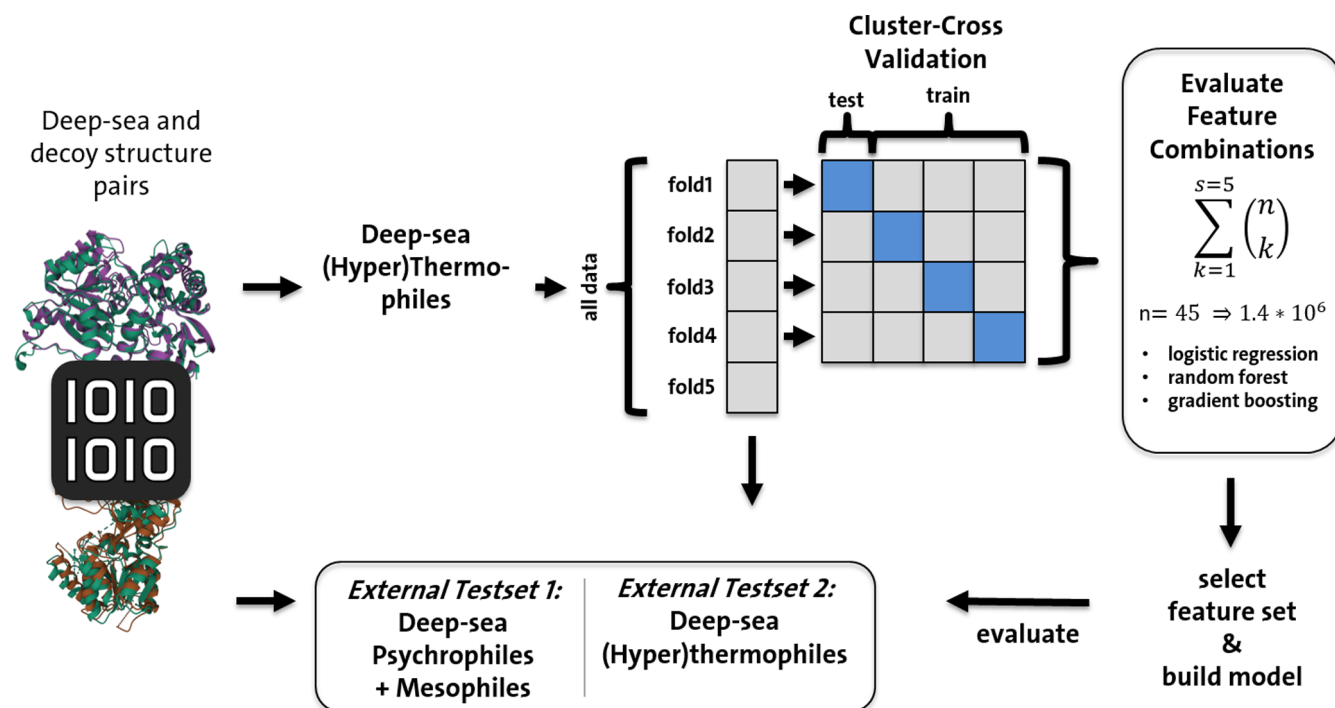 Deep-sea and
decoy structure
pairs
IOIO
IOIO
Deep-sea
(Hyper)Thermo-
philes
all data
fold1
fold2
fold3
fold4
fold5
Cluster-Cross
Validation
test
train
Evaluate
Feature
Combinations
s=5
∑ (n k)
k=1
n= 45 ⇒ 1.4 * 10⁶
• logistic regression
• random forest
• gradient boosting
select
feature set
&
build model
evaluate
External Testset 1:
Deep-sea
Psychrophiles
+ Mesophiles
External Testset 2:
Deep-sea
(Hyper)thermophiles